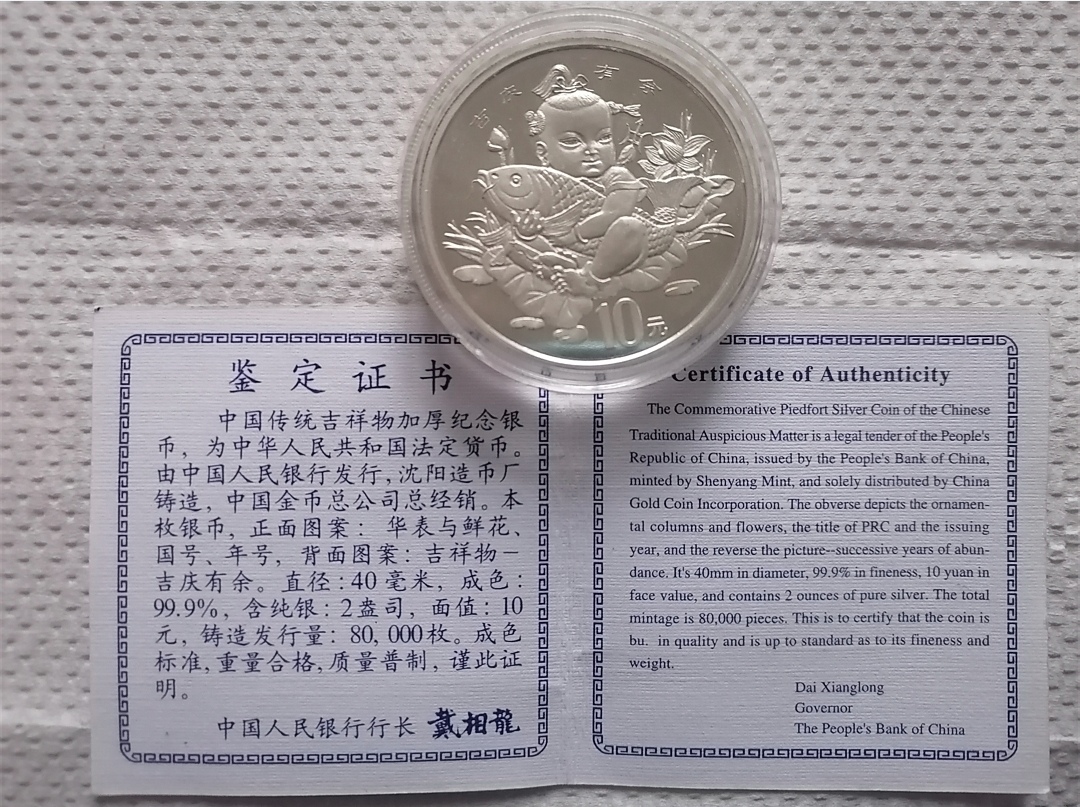 吉庆有余
10元
鉴定证书
中国传统吉祥物加厚纪念银
币，为中华人民共和国法定货币。
由中国人民银行发行，沈阳造币厂
铸造，中国金币总公司总经销。本
枚银币，正面图案：华表与鲜花、
国号、年号，背面图案：吉祥物－
吉庆有余。直径：40毫米，成色：
99.9%，含纯银：2盎司，面值：10
元，铸造发行量：80,000枚。成色
标准，重量合格，质量普制，谨此证
明。
中国人民银行行长 戴相龍
Certificate of Authenticity
The Commemorative Piedfort Silver Coin of the Chinese
Traditional Auspicious Matter is a legal tender of the People's
Republic of China, issued by the People's Bank of China,
minted by Shenyang Mint, and solely distributed by China
Gold Coin Incorporation. The obverse depicts the ornamen-
tal columns and flowers, the title of PRC and the issuing
year, and the reverse the picture--successive years of abun-
dance. It's 40mm in diameter, 99.9% in fineness, 10 yuan in
face value, and contains 2 ounces of pure silver. The total
mintage is 80,000 pieces. This is to certify that the coin is
bu. in quality and is up to standard as to its fineness and
weight.
Dai Xianglong
Governor
The People's Bank of China